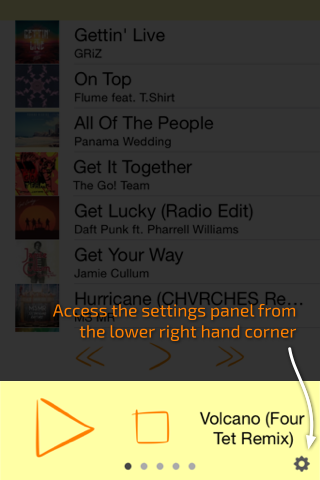 Gettin' Live
GRiZ
On Top
Flume feat. T.Shirt
All Of The People
Panama Wedding
Get It Together
The Go! Team
Get Lucky (Radio Edit)
Daft Punk ft. Pharrell Williams
Get Your Way
Jamie Cullum
Hurricane (CHVRCHES Re...
MS MR
Access the settings panel from
the lower right hand corner
Volcano (Four
Tet Remix)